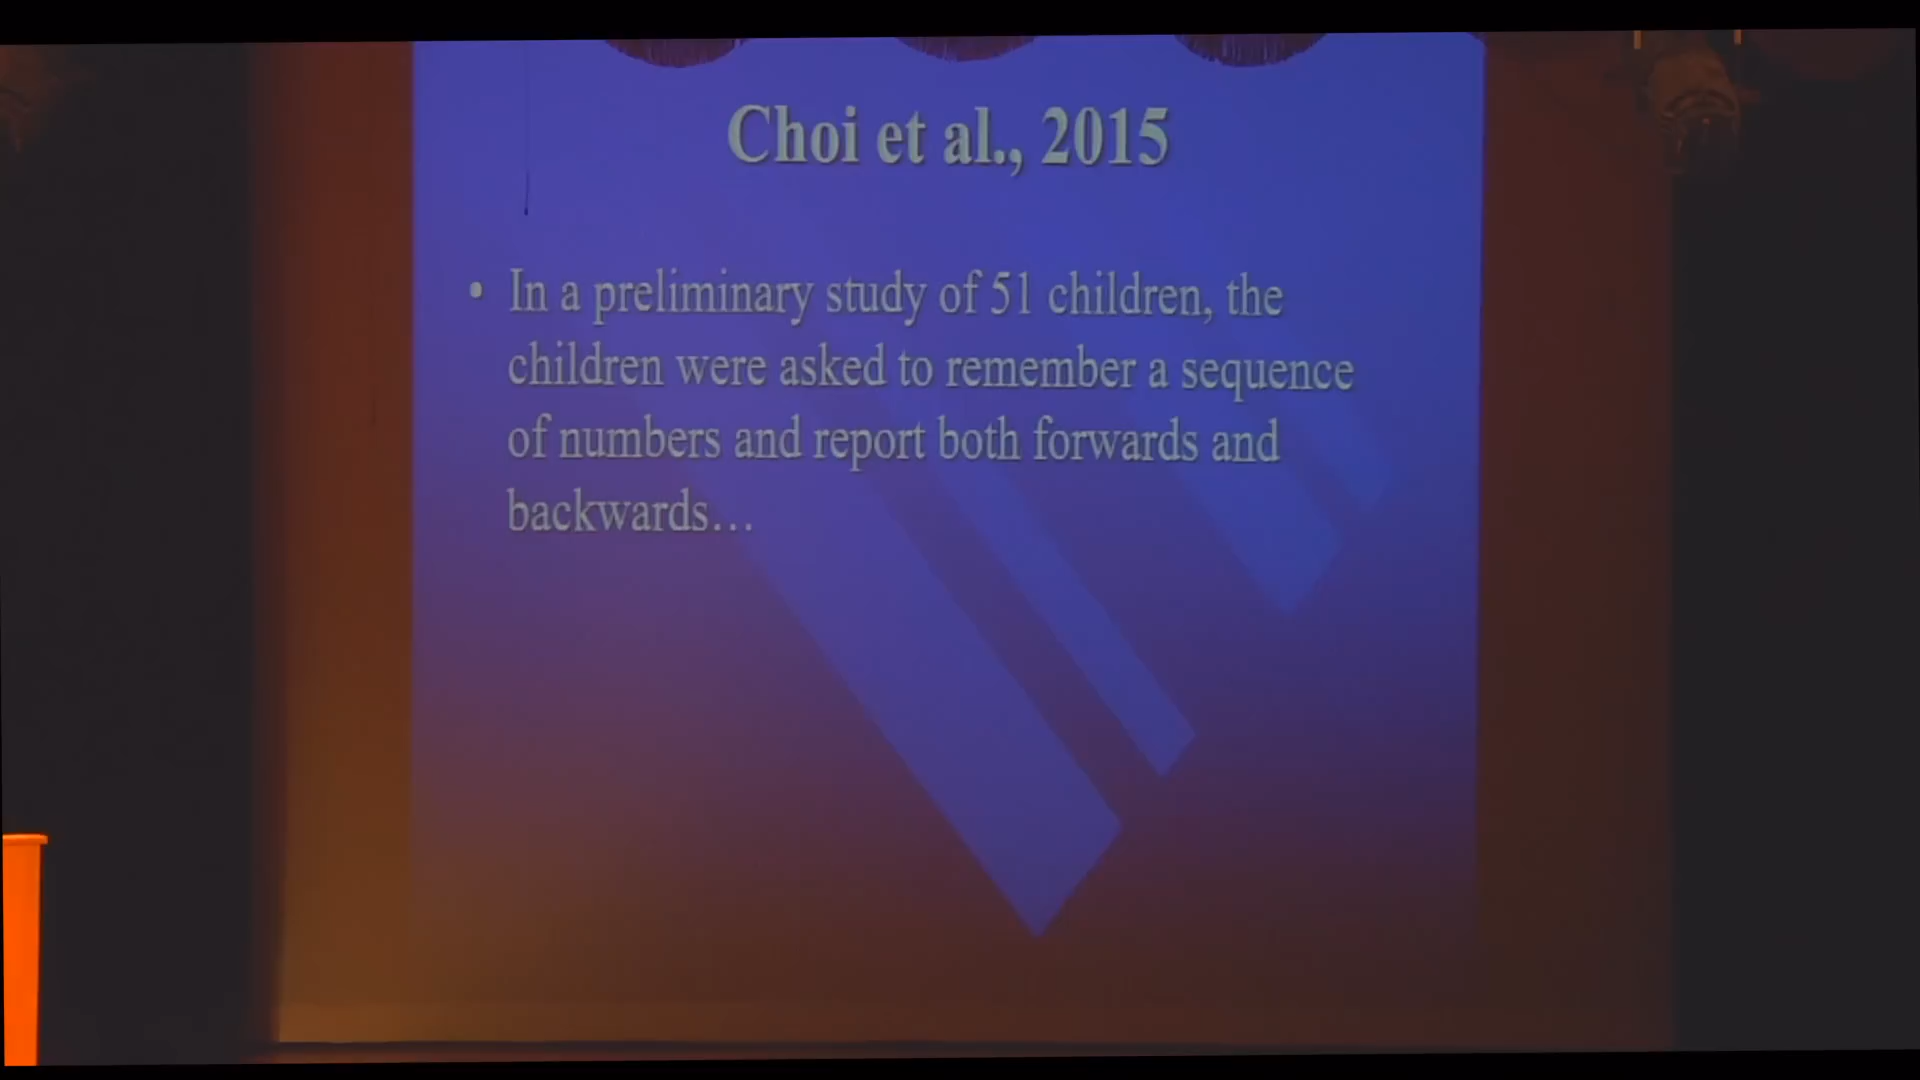 Choi et al., 2015
• In a preliminary study of 51 children, the
children were asked to remember a sequence
of numbers and report both forwards and
backwards…